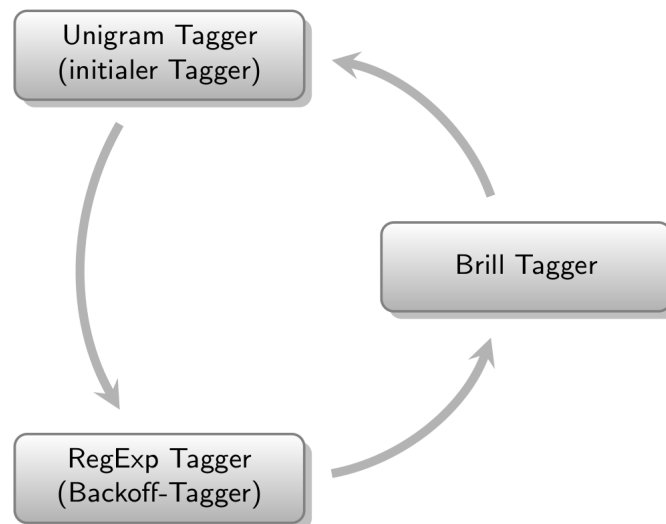 Unigram Tagger
(initialer Tagger)
Brill Tagger
RegExp Tagger
(Backoff-Tagger)